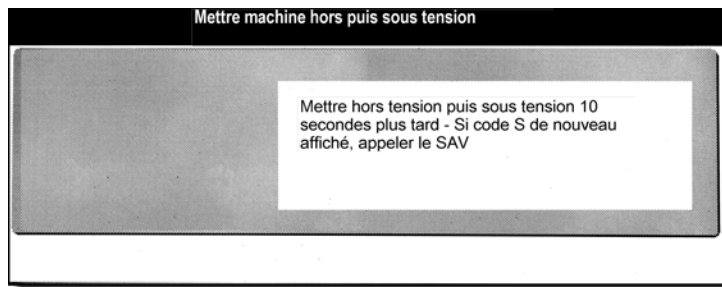 Mettre machine hors puis sous tension
Mettre hors tension puis sous tension 10
secondes plus tard - Si code S de nouveau
affiché, appeler le SAV